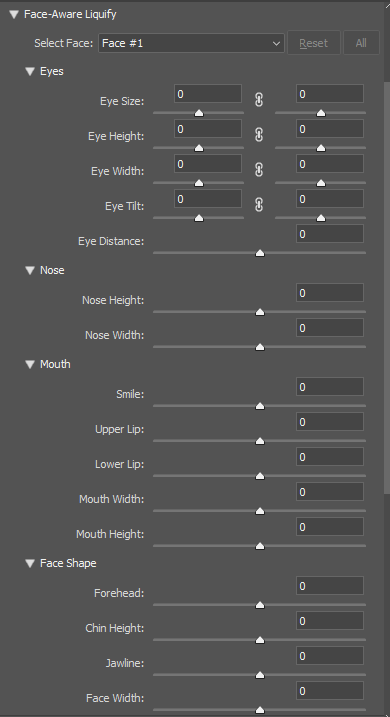 Face-Aware Liquify
Select Face: Face #1 Reset All
Eyes
Eye Size: 0 0
Eye Height: 0 0
Eye Width: 0 0
Eye Tilt: 0 0
Eye Distance: 0
Nose
Nose Height: 0
Nose Width: 0
Mouth
Smile: 0
Upper Lip: 0
Lower Lip: 0
Mouth Width: 0
Mouth Height: 0
Face Shape
Forehead: 0
Chin Height: 0
Jawline: 0
Face Width: 0